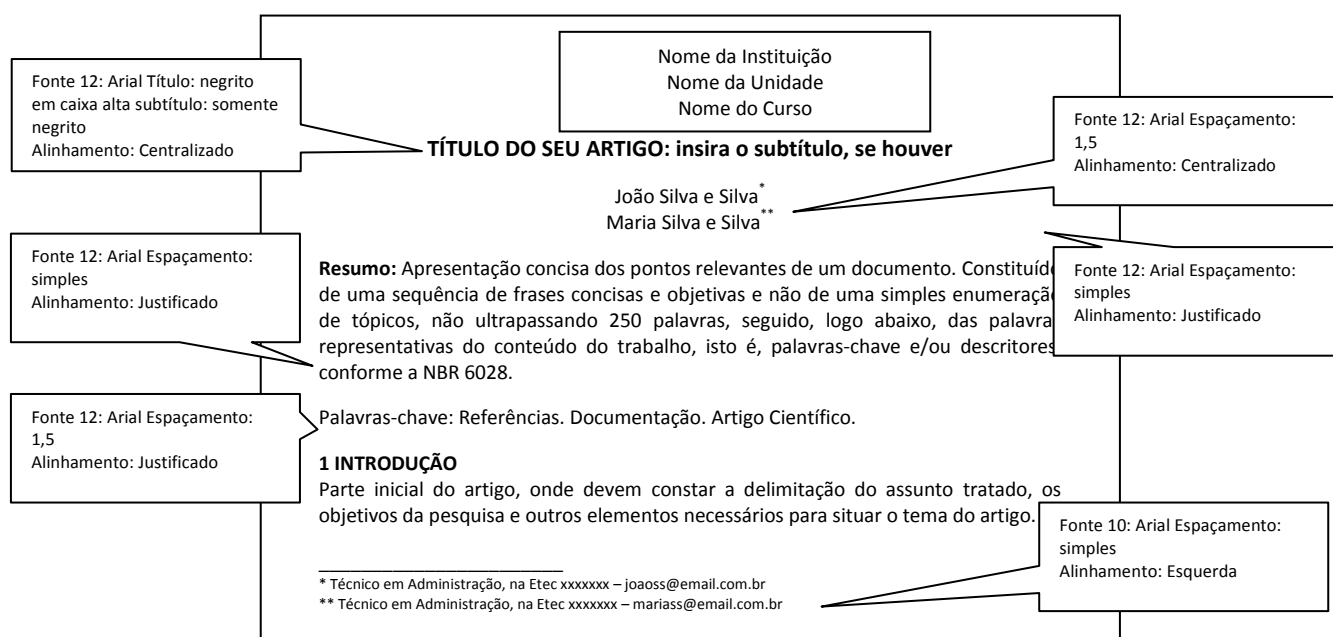 Nome da Instituição
Nome da Unidade
Nome do Curso
Fonte 12: Arial Título: negrito
em caixa alta subtítulo: somente
negrito
Alinhamento: Centralizado
TÍTULO DO SEU ARTIGO: insira o subtítulo, se houver
Fonte 12: Arial Espaçamento:
1,5
Alinhamento: Centralizado
João Silva e Silva*
Maria Silva e Silva**
Fonte 12: Arial Espaçamento:
simples
Alinhamento: Justificado
Fonte 12: Arial Espaçamento:
simples
Alinhamento: Justificado
Resumo: Apresentação concisa dos pontos relevantes de um documento. Constituíd
de uma sequência de frases concisas e objetivas e não de uma simples enumeraçã
de tópicos, não ultrapassando 250 palavras, seguido, logo abaixo, das palavra
representativas do conteúdo do trabalho, isto é, palavras-chave e/ou descritores
conforme a NBR 6028.
Fonte 12: Arial Espaçamento:
1,5
Alinhamento: Justificado
Palavras-chave: Referências. Documentação. Artigo Científico.
1 INTRODUÇÃO
Parte inicial do artigo, onde devem constar a delimitação do assunto tratado, os
objetivos da pesquisa e outros elementos necessários para situar o tema do artigo.
Fonte 10: Arial Espaçamento:
simples
Alinhamento: Esquerda
* Técnico em Administração, na Etec xxxxxxx – joaoss@email.com.br
** Técnico em Administração, na Etec xxxxxxx – mariass@email.com.br